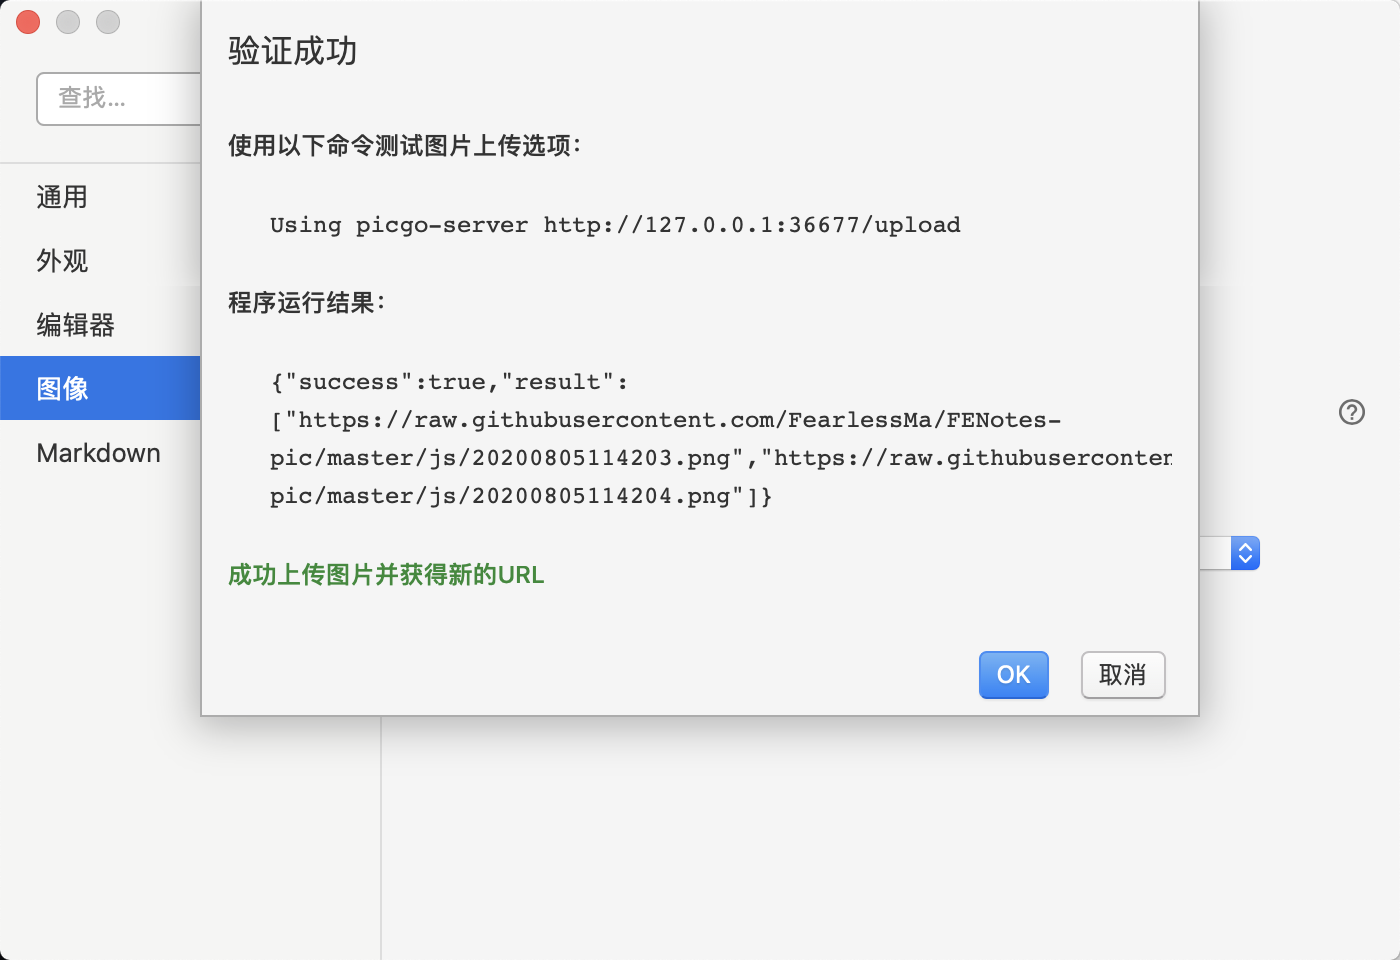 验证成功
查找...
使用以下命令测试图片上传选项：
通用
Using picgo-server http://127.0.0.1:36677/upload
外观
程序运行结果：
编辑器
{"success":true,"result":
图像
["https://raw.githubusercontent.com/FearlessMa/FENotes-
Markdown
pic/master/js/20200805114203.png","https://raw.githubuserconten
pic/master/js/20200805114204.png"]}
成功上传图片并获得新的URL
OK
取消